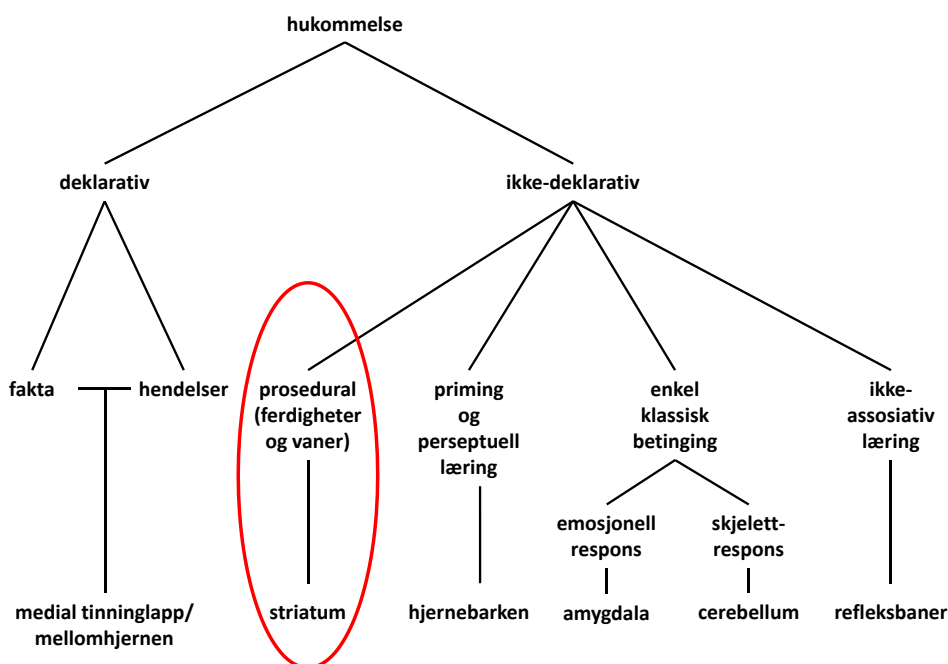 hukommelse
deklarativ
ikke-deklarativ
fakta
hendelser
prosedural
(ferdigheter
og vaner)
priming
og
perseptuell
læring
enkel
klassisk
betinging
ikke-
assosiativ
læring
emosjonell
respons
skjelett-
respons
medial tinninglapp/
mellomhjernen
striatum
hjernebarken
amygdala
cerebellum
refleksbaner